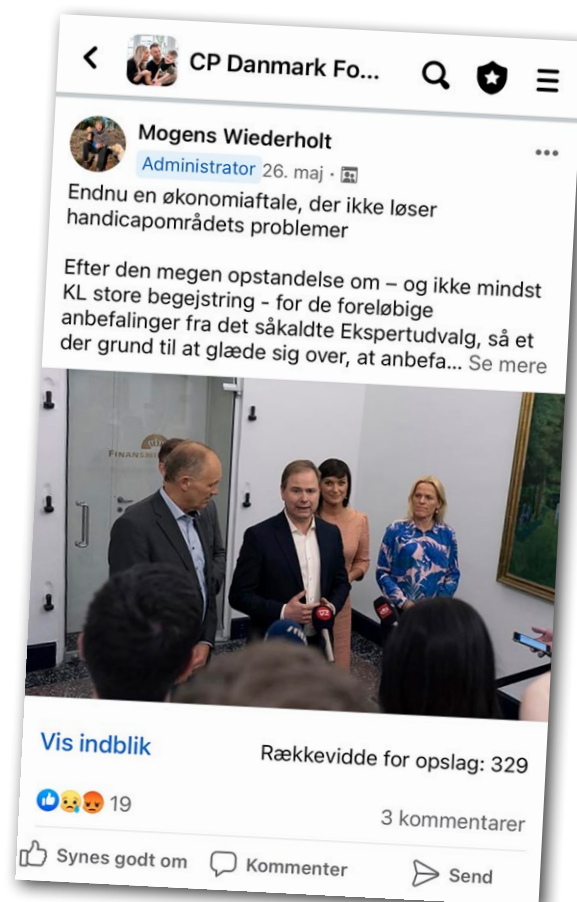 CP Danmark Fo...
Mogens Wiederholt
Administrator 26. maj ·
Endnu en økonomiaftale, der ikke løser
handicapområdets problemer
Efter den megen opstandelse om – og ikke mindst
KL store begejstring - for de foreløbige
anbefalinger fra det såkaldte Ekspertudvalg, så et
der grund til at glæde sig over, at anbefa... Se mere
Vis indblik
Rækkevidde for opslag: 329
19
3 kommentarer
Synes godt om
Kommenter
Send